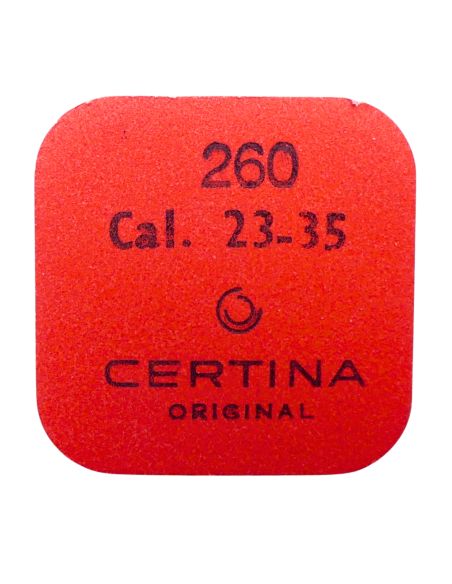 260
Cal. 23-35
CERTINA
ORIGINAL